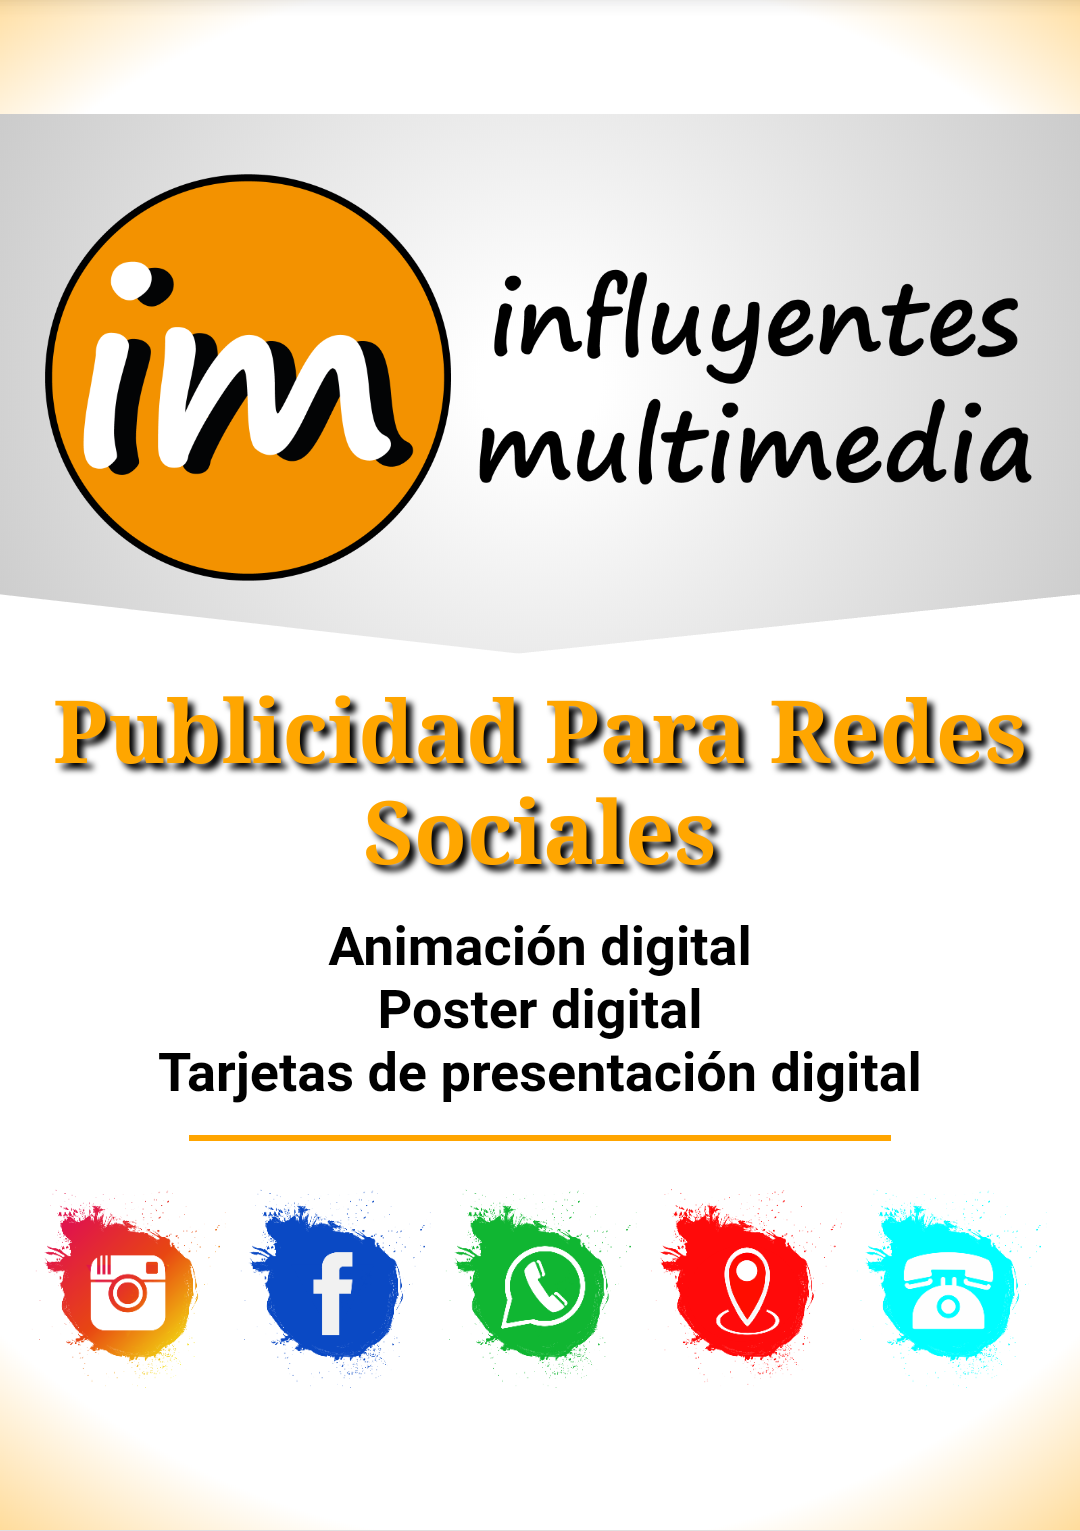 im
influyentes
multimedia
Publicidad Para Redes
Sociales
Animación digital
Poster digital
Tarjetas de presentación digital